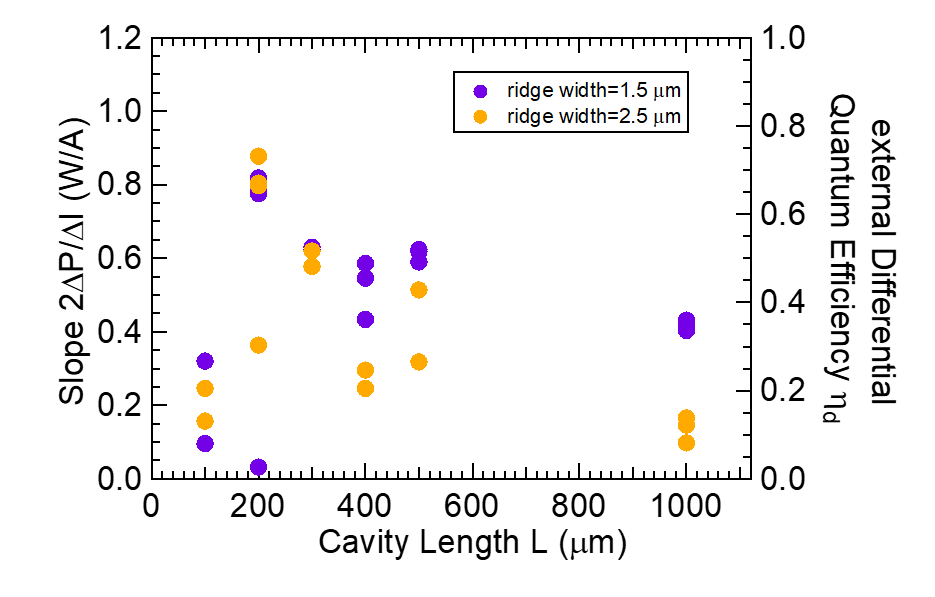 1.2
1.0
0.8
0.6
0.4
0.2
0.0
Slope 2ΔP/ΔI (W/A)
ridge width=1.5 μm
ridge width=2.5 μm
1.0
0.8
0.6
0.4
0.2
0.0
external Differential
Quantum Efficiency ηd
0 200 400 600 800 1000
Cavity Length L (μm)